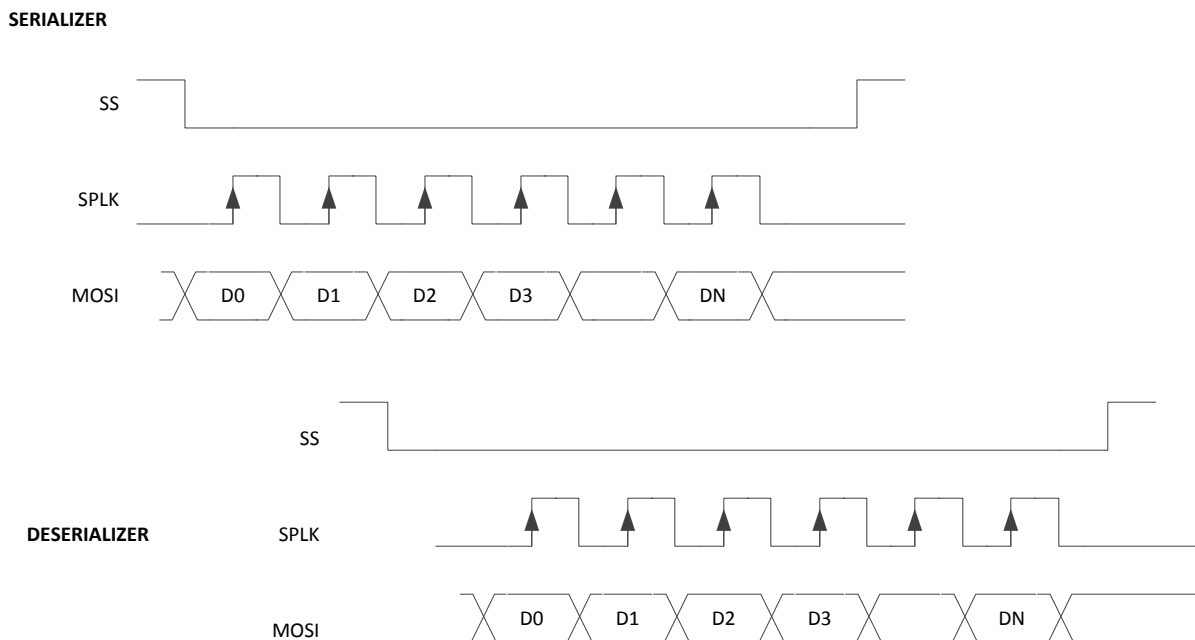 SERIALIZER
SS
SPLK
MOSI D0 D1 D2 D3 DN
SS
DESERIALIZER SPLK
MOSI D0 D1 D2 D3 DN